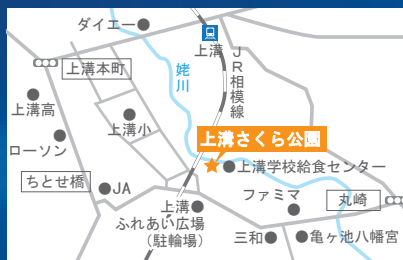 ダイエー
上溝
JR相模線
姥川
上溝本町
上溝高
上溝小
ローソン
上溝さくら公園
上溝学校給食センター
ちとせ橋
JA
ファミマ
丸崎
上溝
ふれあい広場
(駐輪場)
三和
亀ヶ池八幡宮